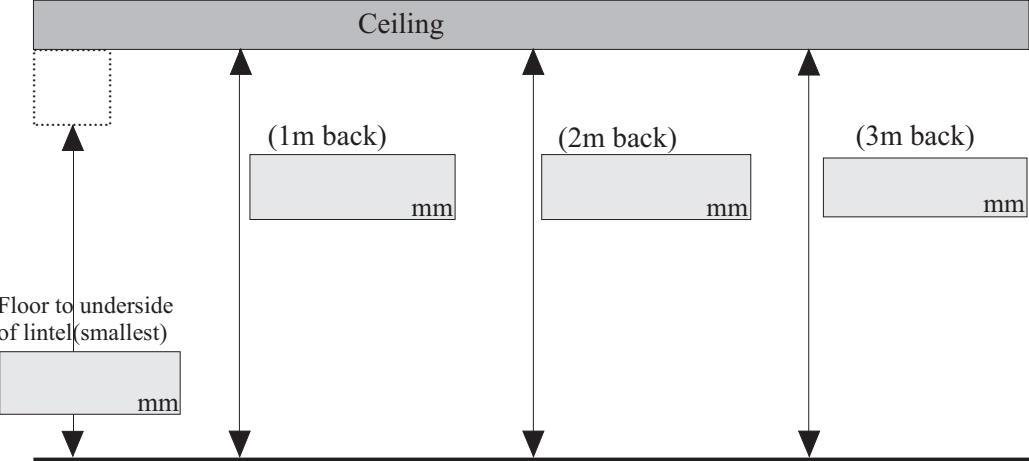 Ceiling
(1m back)
(2m back)
(3m back)
mm
mm
mm
Floor to underside
of lintel(smallest)
mm